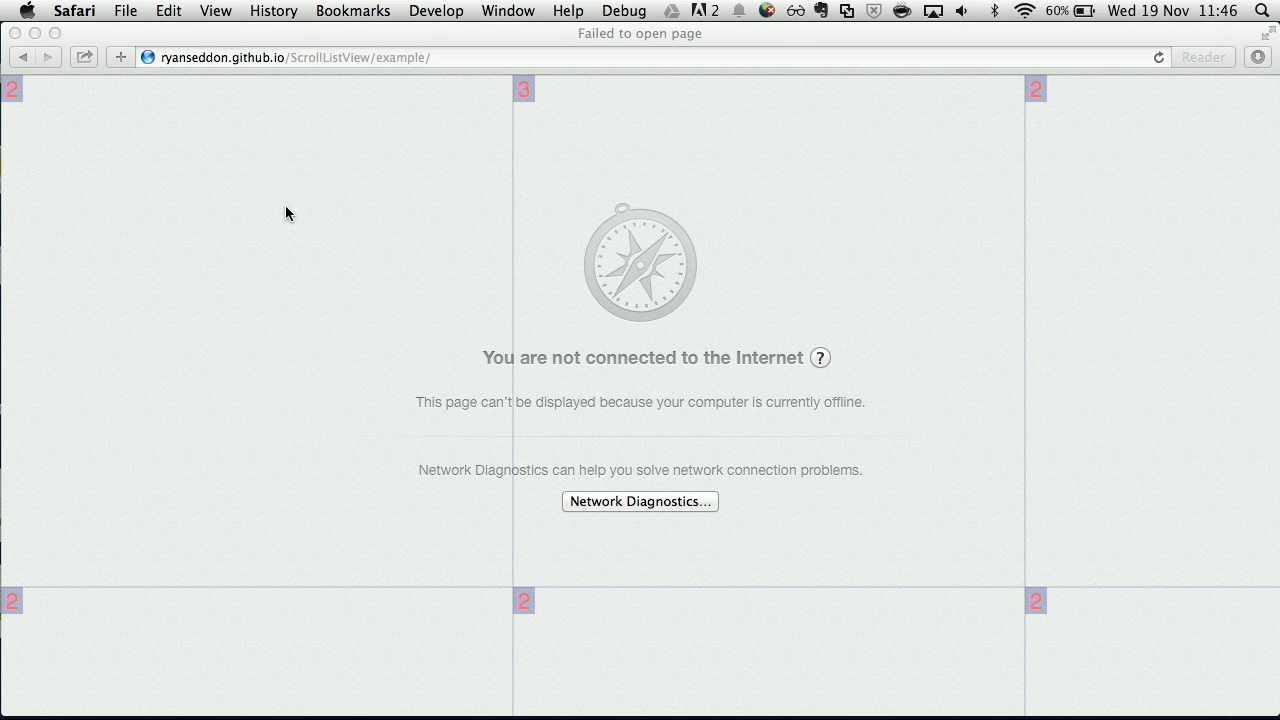 Safari File Edit View History Bookmarks Develop Window Help Debug 2 60% Wed 19 Nov 11:46
Failed to open page
ryanseddon.github.io/ScrollListView/example/ Reader
2 3 2
You are not connected to the Internet ?
This page can't be displayed because your computer is currently offline.
Network Diagnostics can help you solve network connection problems.
Network Diagnostics...
2 2 2